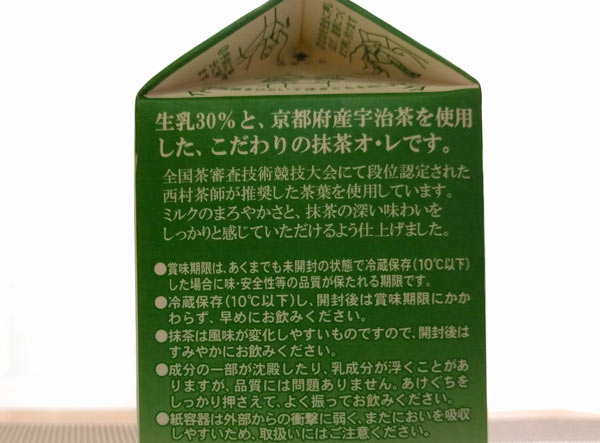 生乳30%と、京都府産宇治茶を使用
した、こだわりの抹茶オ・レです。
全国茶審査技術競技大会にて段位認定された
西村茶師が推奨した茶葉を使用しています。
ミルクのまろやかさと、抹茶の深い味わいを
しっかりと感じていただけるよう仕上げました。
●賞味期限は、あくまでも未開封の状態で冷蔵保存(10℃以下)
した場合に味・安全性等の品質が保たれる期限です。
●冷蔵保存(10℃以下)し、開封後は賞味期限にかか
わらず、早めにお飲みください。
●抹茶は風味が変化しやすいものですので、開封後は
すみやかにお飲みください。
●成分の一部が沈殿したり、乳成分が浮くことがあ
りますが、品質には問題ありません。あけぐちを
しっかり押さえて、よく振ってお飲みください。
●紙容器は外部からの衝撃に弱く、またにおいを吸収
しやすいため、取扱いにはご注意ください。